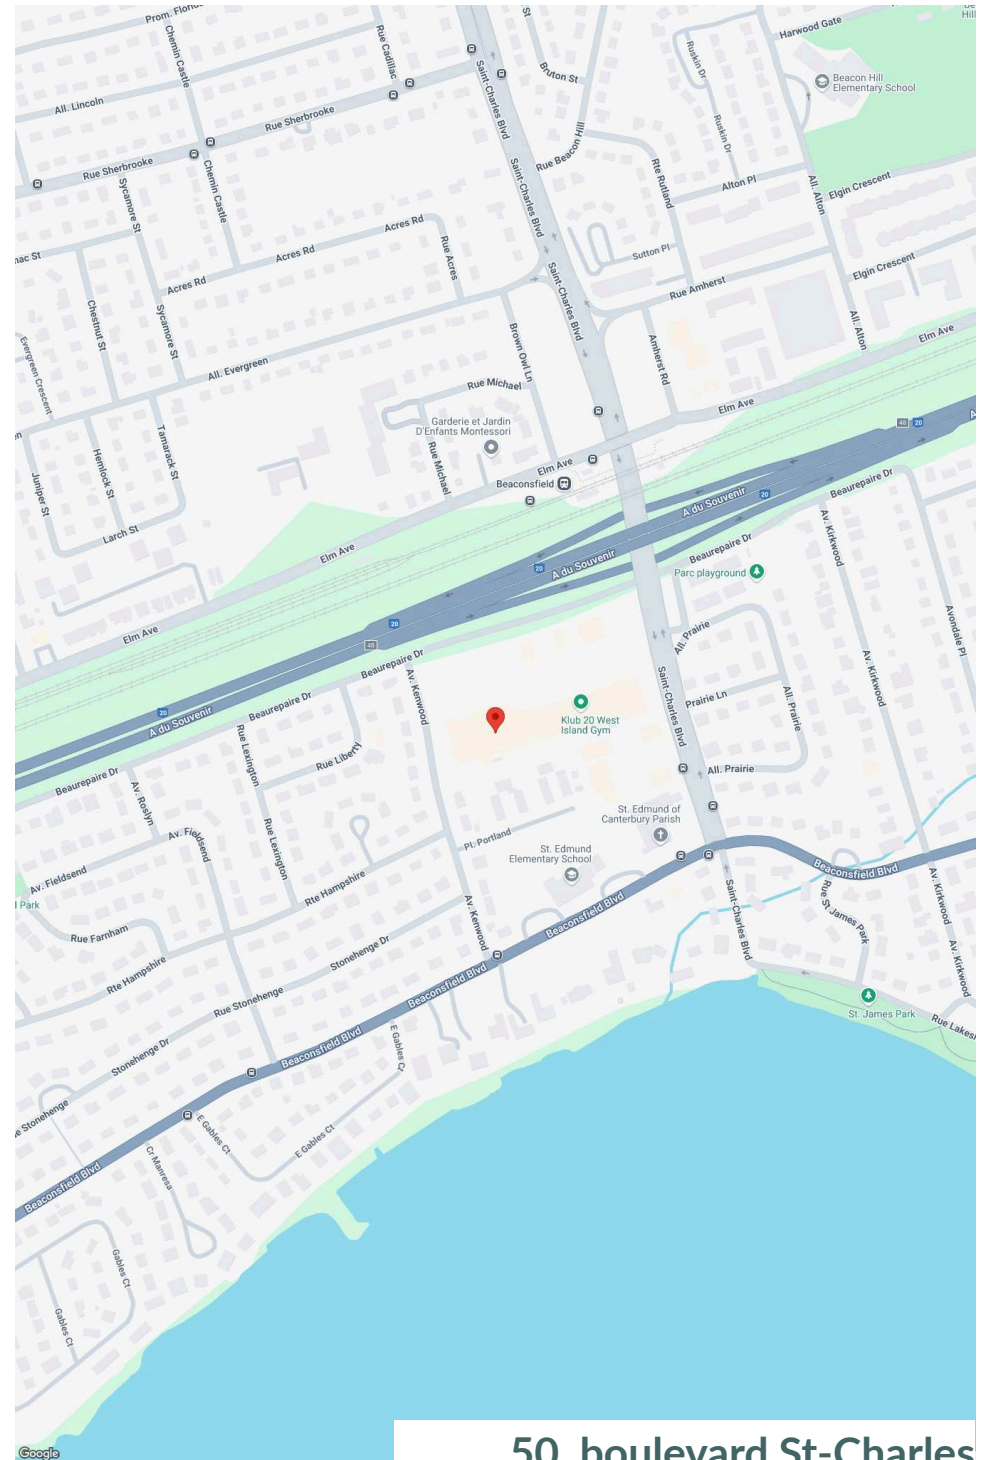 Prom. Florid
Chemin Castle
Rue Cadillac
St
Harwood Gate
Hill
All. Lincoln
Saint-Charles Blvd
Bruton St
Ruskin Dr
Beacon Hill
Elementary School
Rue Sherbrooke
Rue Sherbrooke
Ruskin Dr
Rue Beacon Hill
Sycamore St
Chemin Castle
Saint-Charles Blvd
Rte Rutland
Alton Pl
All. Alton
Elgin Crescent
Acres Rd
Acres Rd
Rue Acres
Sutton Pl
Elgin Crescent
Acres Rd
Saint-Charles Blvd
Rue Amherst
Chestnut St
Sycamore St
All. Alton
Elm Ave
Evergreen Crescent
All. Evergreen
Brown Owl Ln
Amherst Rd
Rue Michael
Elm Ave
Garderie et Jardin
D'Enfants Montessori
Juniper St
Hemlock St
Tamarack St
Rue Michael
Elm Ave
Beaconsfield
Beaurepaire Dr
A du Souvenir
20
Larch St
Elm Ave
Beaurepaire Dr
Av. Kirkwood
20
A du Souvenir
Parc playground
Avondale Pl
Elm Ave
20
48
All. Prairie
Beaurepaire Dr
Av. Kenwood
Saint-Charles Blvd
Av. Kirkwood
20
A du Souvenir
Beaurepaire Dr
Prairie Ln
All. Prairie
Klub 20 West
Island Gym
Rue Lexington
Rue Liberty
Beaurepaire Dr
All. Prairie
Av. Roslyn
Av. Fieldsend
Rue Lexington
Pl. Portland
St. Edmund of
Canterbury Parish
St. Edmund
Elementary School
Beaconsfield Blvd
Av. Fieldsend
Rte Hampshire
Av. Kirkwood
Park
Rue Farnham
Av. Kenwood
Beaconsfield Blvd
Saint-Charles Blvd
Rue St James Park
Rte Hampshire
Stonehenge Dr
Av. Kirkwood
Rue Stonehenge
Beaconsfield Blvd
St. James Park
Stonehenge Dr
Beaconsfield Blvd
E Gables Ct
Stonehenge
E Gables Ct
E Gables Ct
Cr Manresa
Beaconsfield Blvd
Gables Ct
Gables Ct
Google
50, boulevard St-Charles